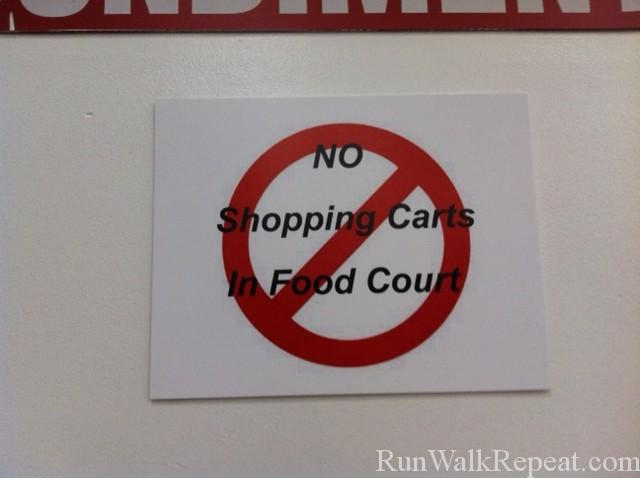 NO
Shopping Carts
In Food Court
RunWalkRepeat.com